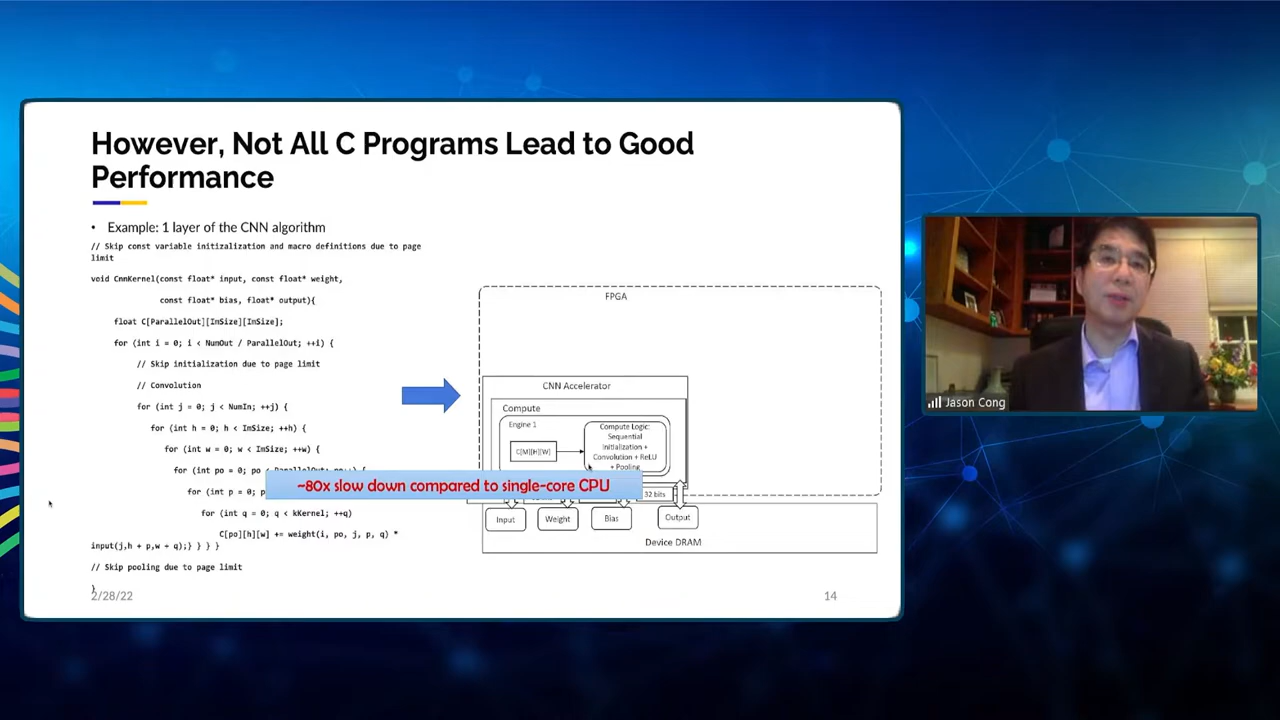 However, Not All C Programs Lead to Good
Performance
• Example: 1 layer of the CNN algorithm
// Skip const variable initizalization and macro definitions due to page
limit
void CnnKernel(const float* input, const float* weight,
const float* bias, float* output){
float C[ParallelOut][ImSize][ImSize];
for (int i = 0; i < NumOut / ParallelOut; ++i) {
// Skip initialization due to page limit
// Convolution
for (int j = 0; j < NumIn; ++j) {
for (int h = 0; h < ImSize; ++h) {
for (int w = 0; w < ImSize; ++w) {
for (int po = 0; po
for (int p = 0; p
for (int q = 0; q < kKernel; ++q)
C[po][h][w] += weight(i, po, j, p, q) *
input(j,h + p,w + q);} } } }
// Skip pooling due to page limit
}
~80x slow down compared to single-core CPU
FPGA
CNN Accelerator
Compute
Engine 1
C[M][H][W]
Compute Logic:
Sequential
Initialization +
Convolution + ReLU
+ Pooling
32 bits
Input
Weight
Bias
Output
Device DRAM
2/28/22
14
Jason Cong